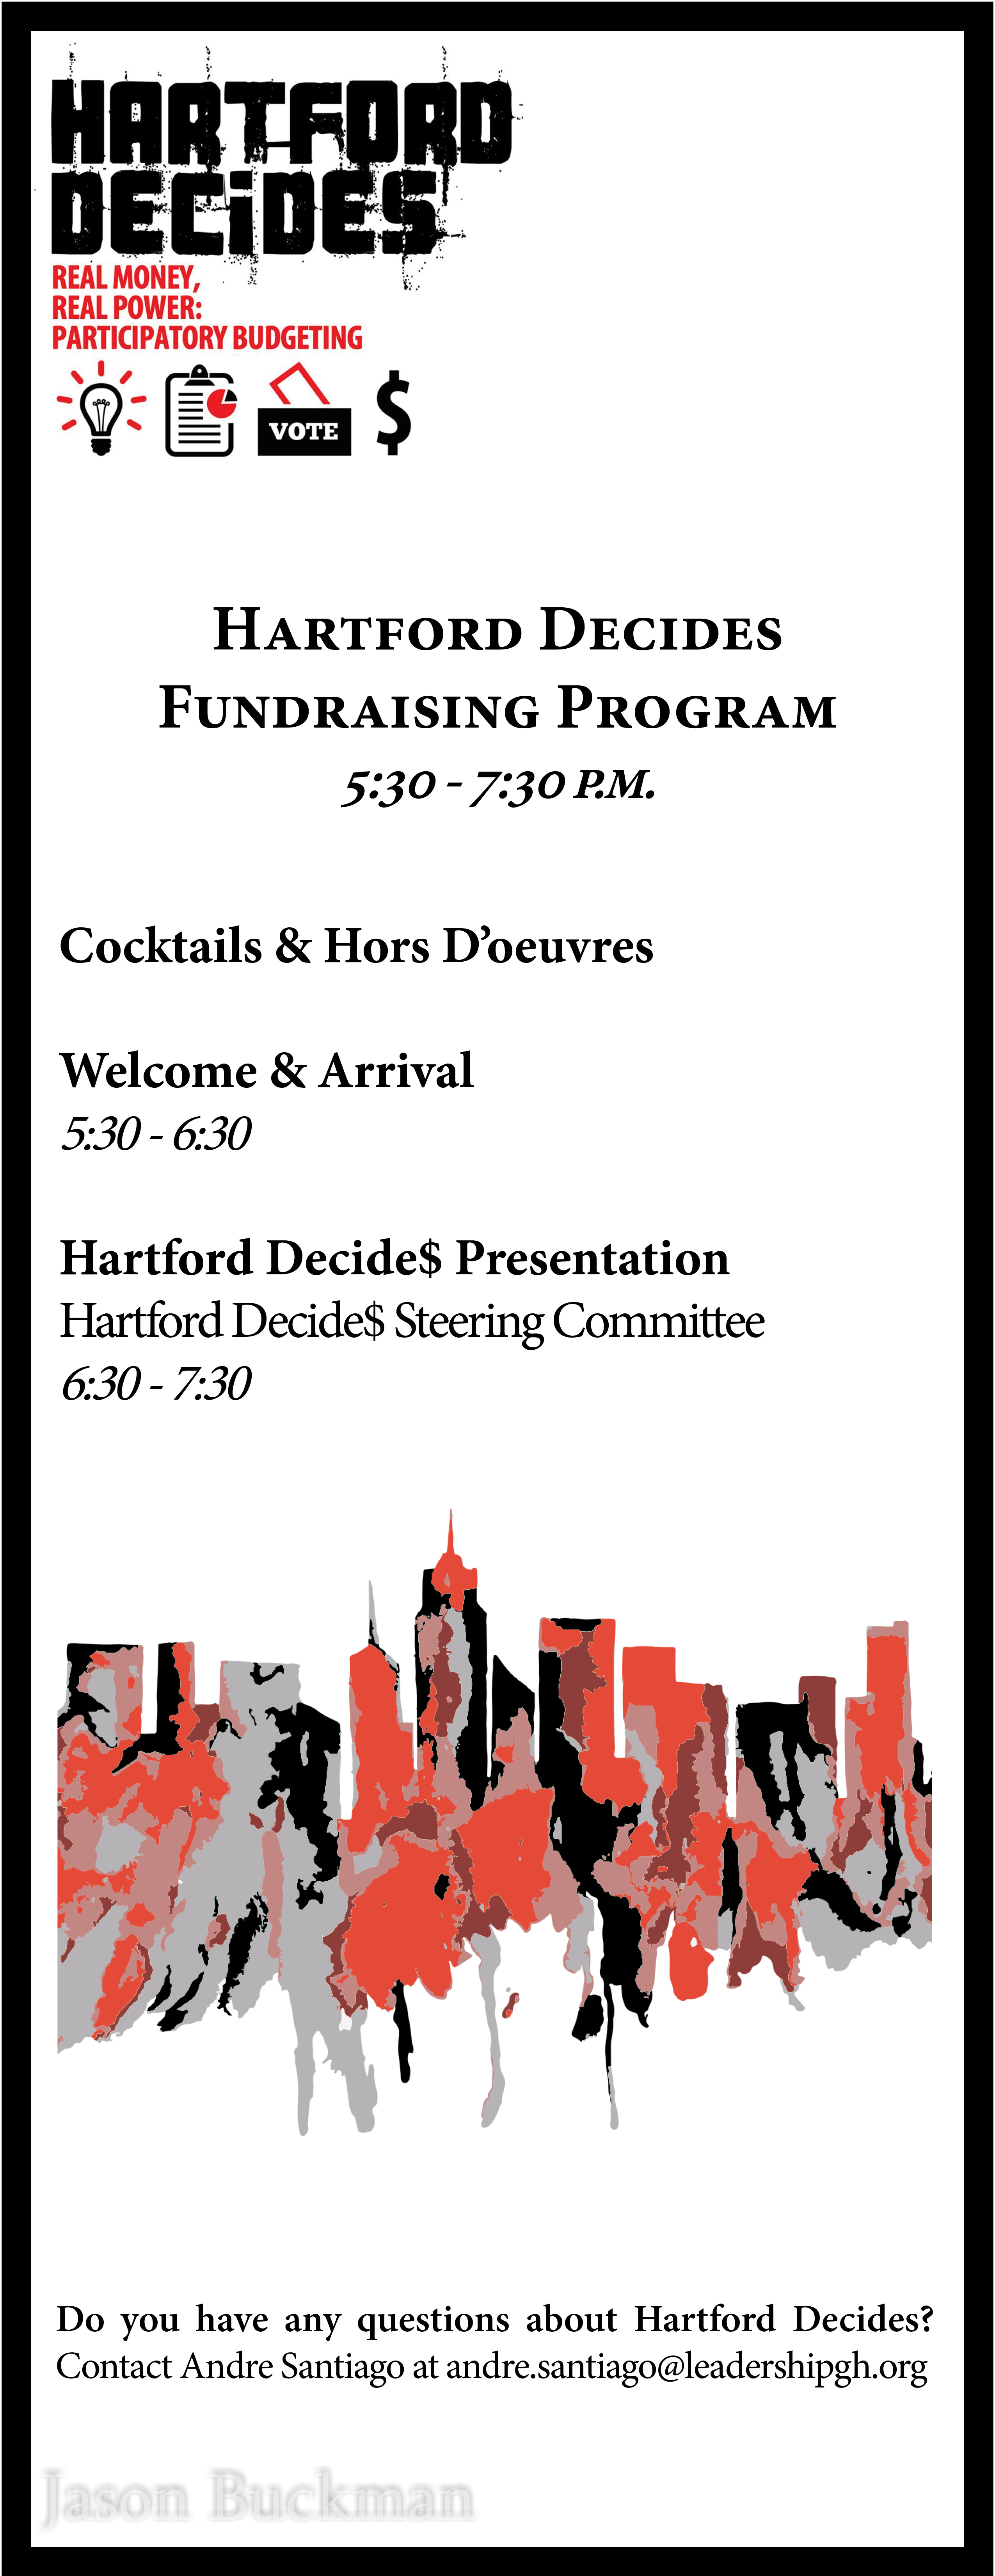 HARTFORD
DECiDES
REAL MONEY,
REAL POWER:
PARTICIPATORY BUDGETING
VOTE $
Hartford Decides
Fundraising Program
5:30 - 7:30 P.M.
Cocktails & Hors D’oeuvres
Welcome & Arrival
5:30 - 6:30
Hartford Decide$ Presentation
Hartford Decide$ Steering Committee
6:30 - 7:30
Do you have any questions about Hartford Decides?
Contact Andre Santiago at andre.santiago@leadershipgh.org
Jason Buckman